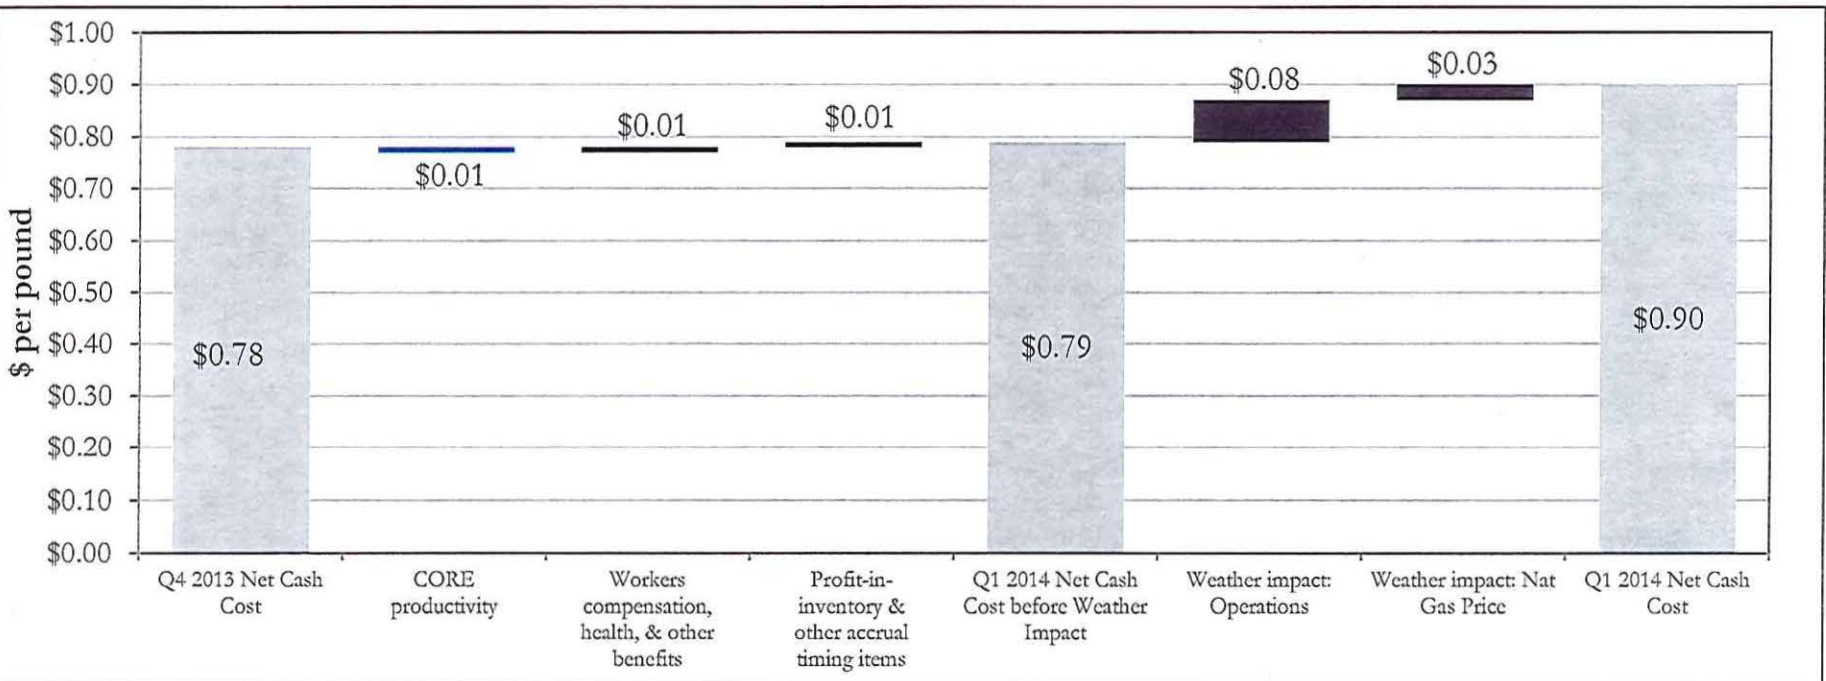 $ per pound
$1.00
$0.90
$0.80
$0.70
$0.60
$0.50
$0.40
$0.30
$0.20
$0.10
$0.00
$0.78
$0.01
$0.01
$0.01
$0.79
$0.08
$0.03
$0.90
Q4 2013 Net Cash
Cost
CORE
productivity
Workers
compensation,
health, & other
benefits
Profit-in-
inventory &
other accrual
timing items
Q1 2014 Net Cash
Cost before Weather
Impact
Weather impact:
Operations
Weather impact: Nat
Gas Price
Q1 2014 Net Cash
Cost